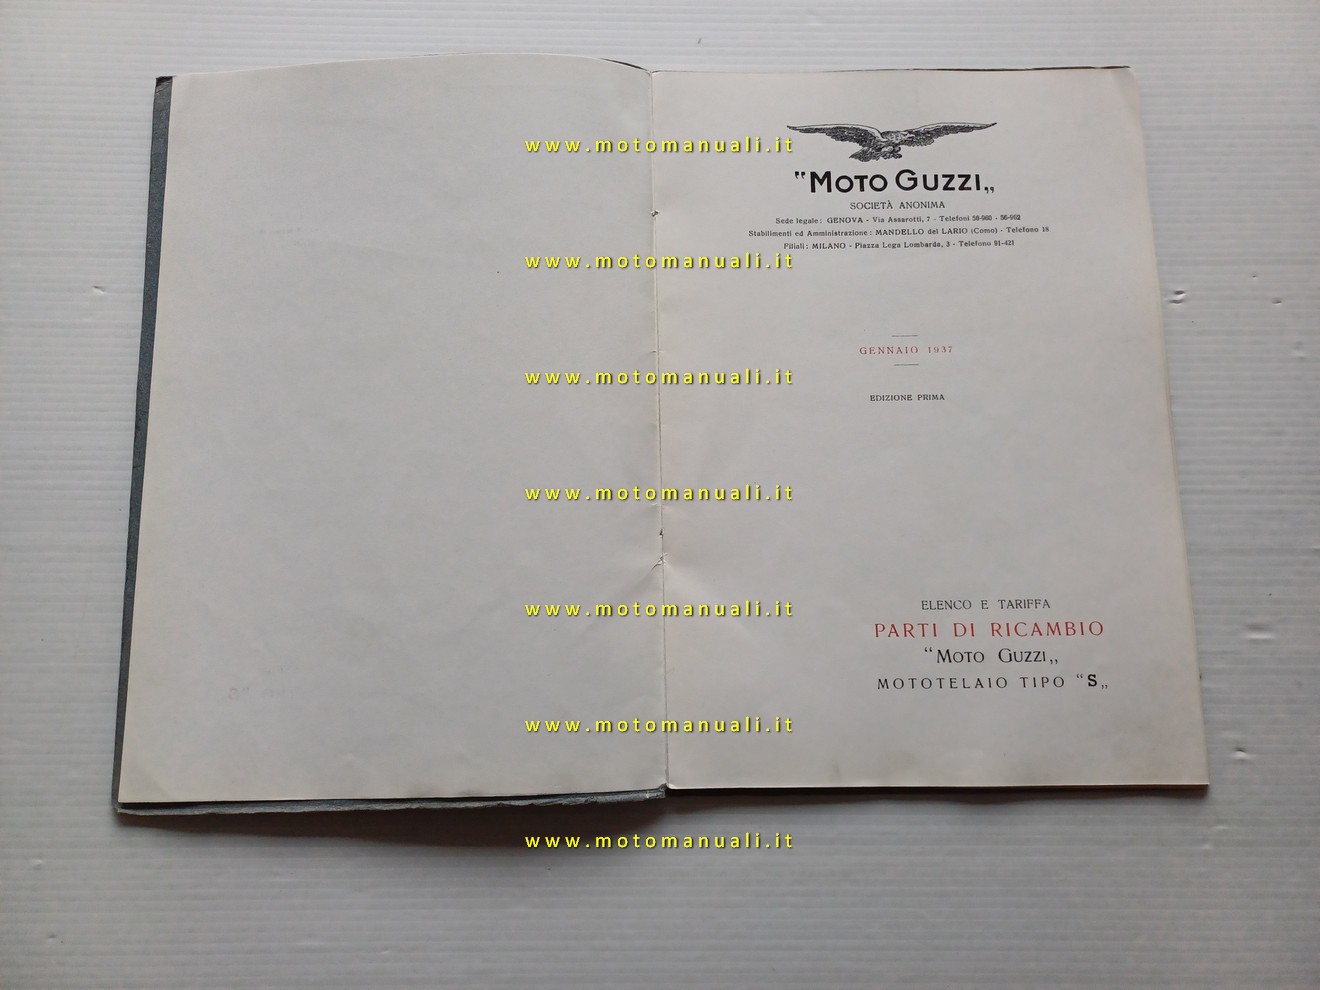 www.motomanuali.it
"MOTO GUZZI„
SOCIETÀ ANONIMA
Sede legale: GENOVA - Via Assarotti, 7 - Telefoni 56-960 - 56-962
Stabilimenti ed Amministrazione: MANDELLO del LARIO (Como) - Telefono 18
Filiali: MILANO - Piazza Lega Lombarda, 3 - Telefono 91-421
www.motomanuali.it
GENNAIO 1937
www.motomanuali.it
EDIZIONE PRIMA
www.motomanuali.it
ELENCO E TARIFFA
www.motomanuali.it
PARTI DI RICAMBIO
"MOTO GUZZI„
MOTOTELAIO TIPO "S„
www.motomanuali.it
www.motomanuali.it